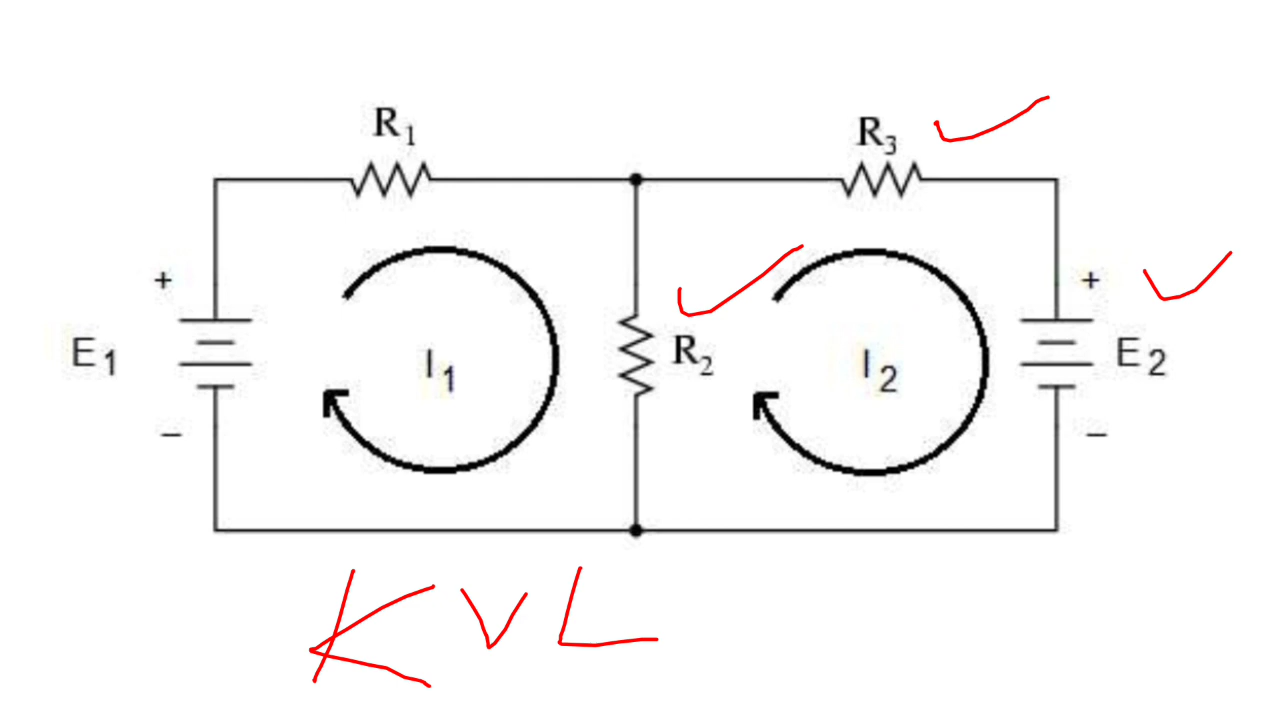 R1
R3
+
+
E1
I1
R2
I2
E2
–
–
KVL